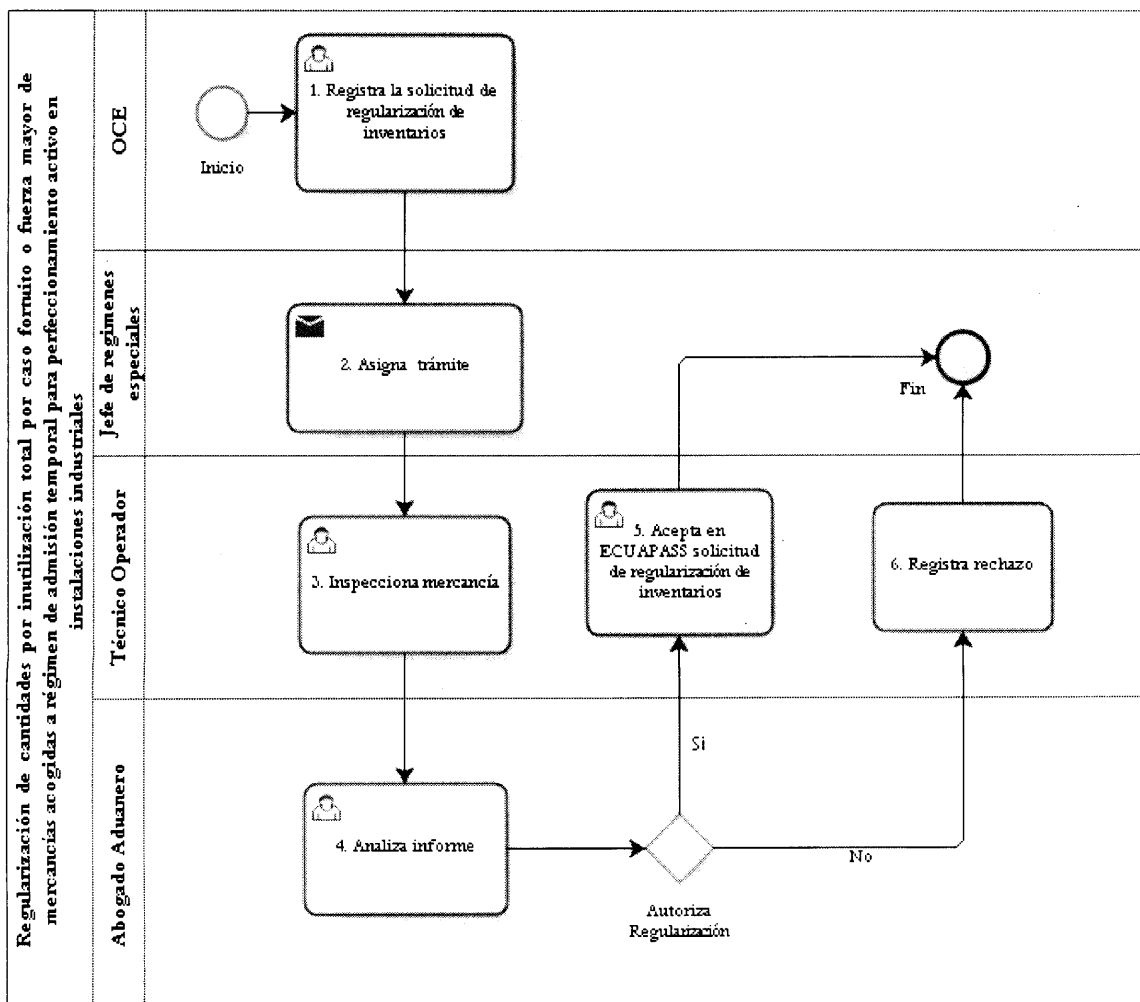 Regularización de cantidades por inutilización total por caso fortuito o fuerza mayor de
mercancías acogidas a régimen de admisión temporal para perfeccionamiento activo en
instalaciones industriales
OCE
Inicio
1. Registra la solicitud de
regularización de
inventarios
Jefe de regimenes
especiales
2. Asigna trámite
Fin
Técnico Operador
3. Inspecciona mercancía
5. Acepta en
ECUAPASS solicitud
de regularización de
inventarios
6. Registra rechazo
Abogado Aduanero
4. Analiza informe
Si
No
Autoriza
Regularización